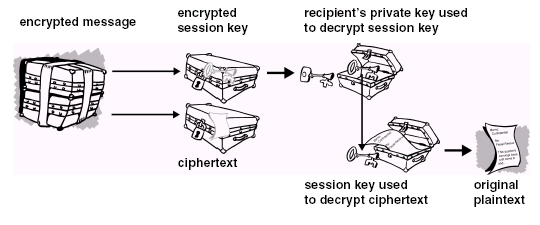 encrypted message
encrypted
session key
recipient's private key used
to decrypt session key
ciphertext
session key used
to decrypt ciphertext
original
plaintext